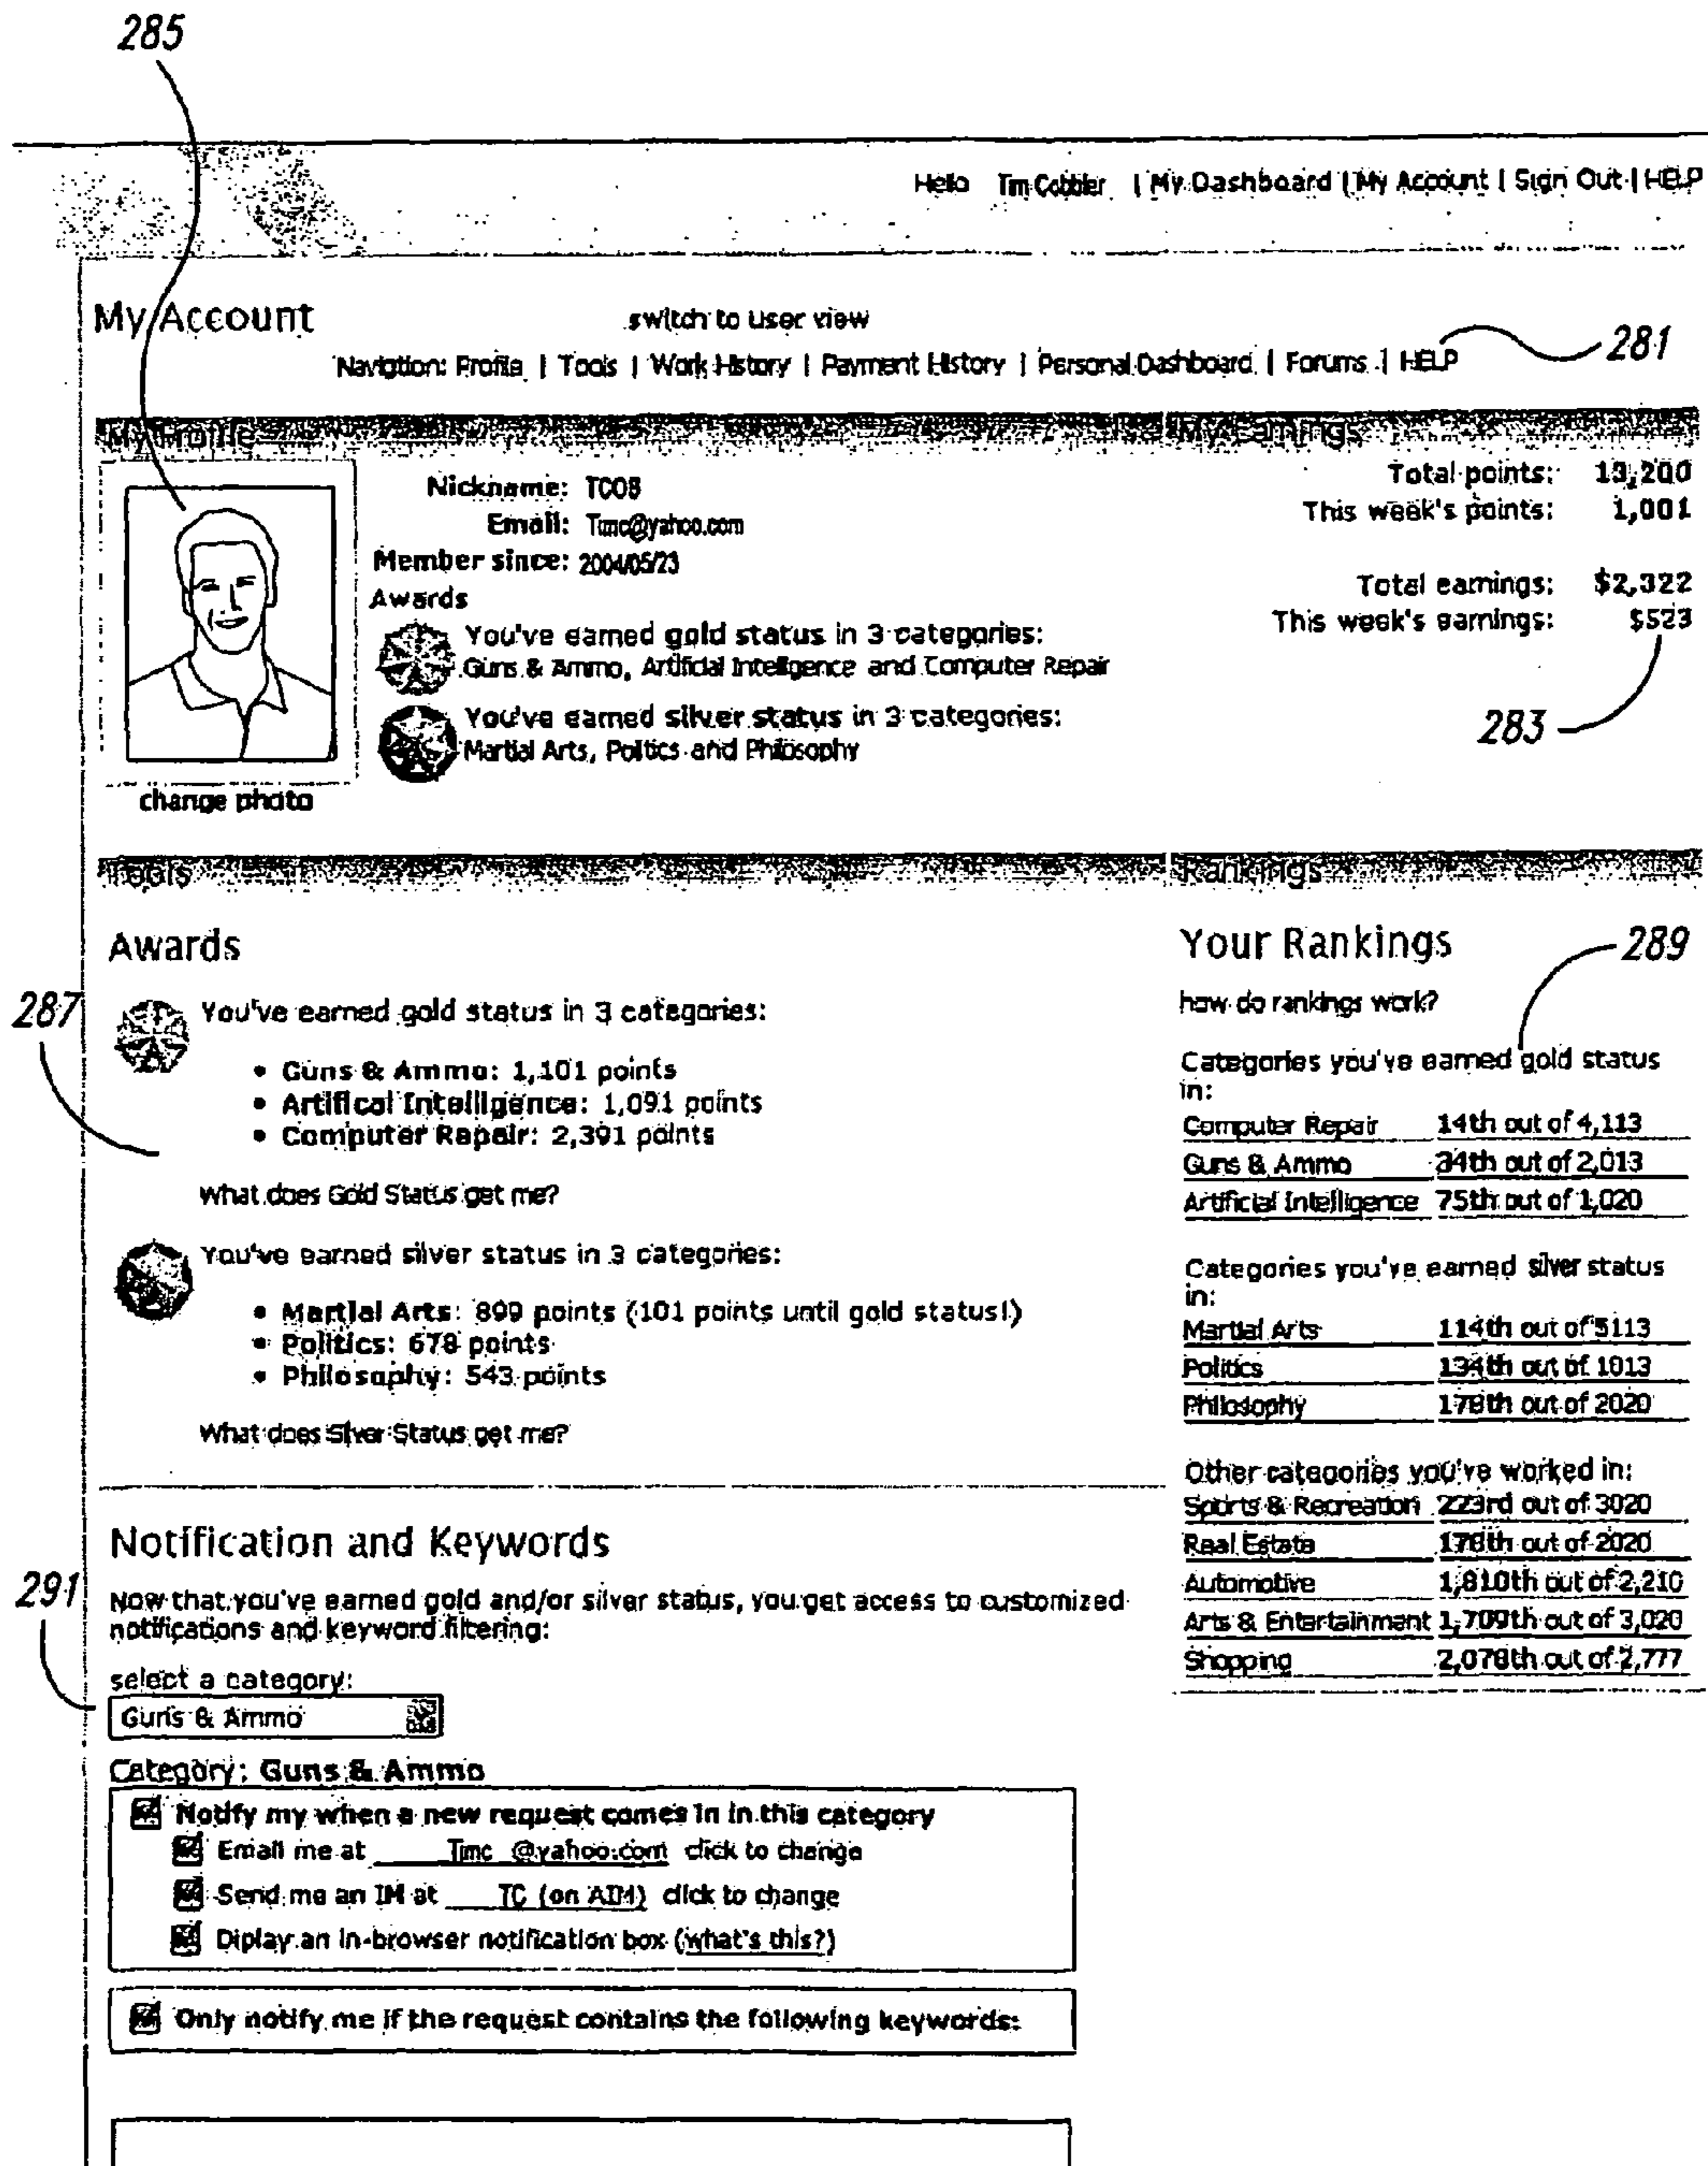 285
Hello Tim Cobbler | My Dashboard | My Account | Sign Out | HELP
My Account
switch to user view
Navigtion: Profile | Tools | Work History | Payment History | Personal Dashboard | Forums | HELP
281
My Profile
My Earnings
Nickname: TC08
Email: Timc@yahoo.com
Member since: 2004/05/23
Awards
You've earned gold status in 3 categories:
Guns & Ammo, Artificial Intelligence and Computer Repair
You've earned silver status in 3 categories:
Martial Arts, Politics and Philosophy
change photo
Total points: 13,200
This week's points: 1,001
Total earnings: $2,322
This week's earnings: $523
283
Tools
Awards
287
You've earned gold status in 3 categories:
• Guns & Ammo: 1,101 points
• Artifical Intelligence: 1,091 points
• Computer Repair: 2,391 points
What does Gold Status get me?
You've earned silver status in 3 categories:
• Martial Arts: 899 points (101 points until gold status!)
• Politics: 678 points
• Philosophy: 543 points
What does Silver Status get me?
Rankings
Your Rankings
289
how do rankings work?
Categories you've earned gold status
in:
Computer Repair 14th out of 4,113
Guns & Ammo 34th out of 2,013
Artificial Intelligence 75th out of 1,020
Categories you've earned silver status
in:
Martial Arts 114th out of 5113
Politics 134th out of 1013
Philosophy 178th out of 2020
Other categories you've worked in:
Sports & Recreation 223rd out of 3020
Real Estate 178th out of 2020
Automotive 1,810th out of 2,210
Arts & Entertainment 1,709th out of 3,020
Shopping 2,078th out of 2,777
Notification and Keywords
291
Now that you've earned gold and/or silver status, you get access to customized
notifications and keyword filtering:
select a category:
Guns & Ammo
Category: Guns & Ammo
Notify my when a new request comes in in this category
Email me at Timc @yahoo.com click to change
Send me an IM at TC (on AIM) click to change
Diplay an in-browser notification box (what's this?)
Only notify me if the request contains the following keywords: